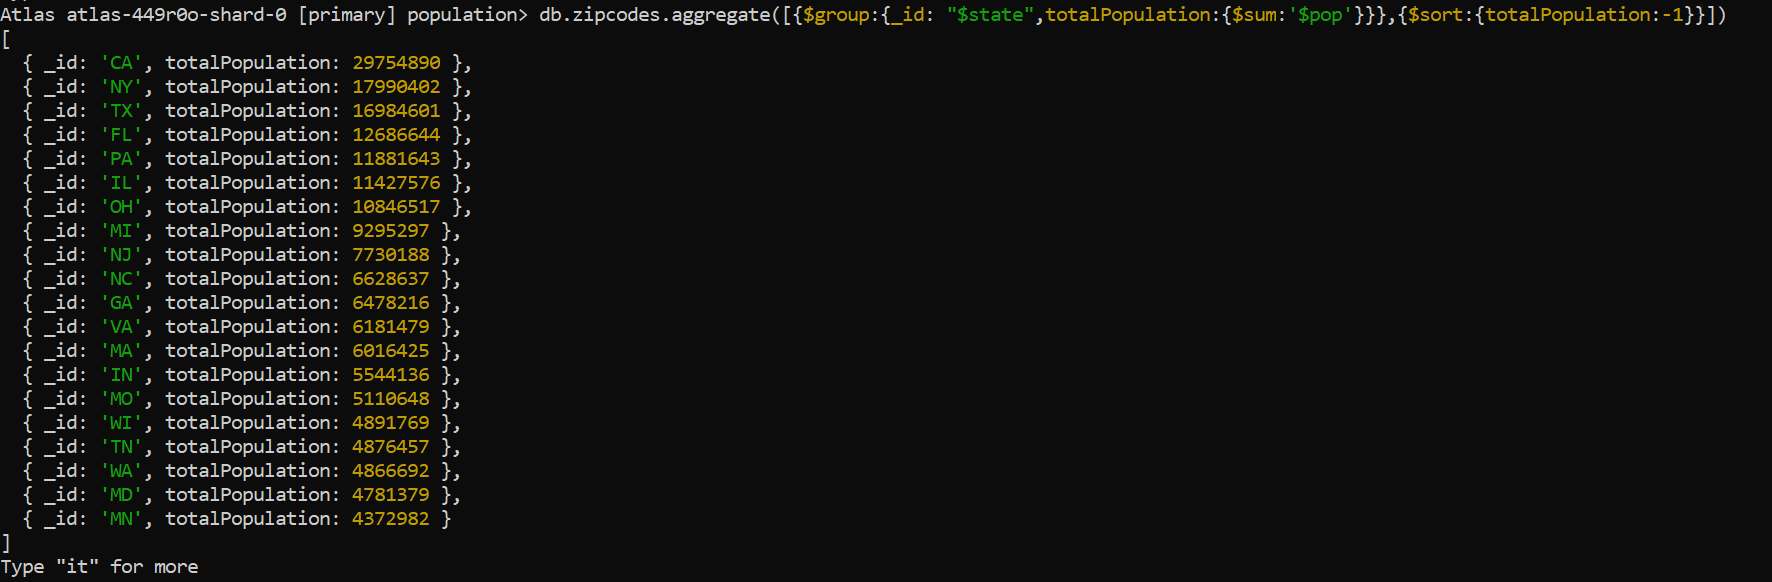 Atlas atlas-449r0o-shard-0 [primary] population> db.zipcodes.aggregate([{$group:{_id: "$state",totalPopulation:{$sum:'$pop'}}},{$sort:{totalPopulation:-1}}])
[
  { _id: 'CA', totalPopulation: 29754890 },
  { _id: 'NY', totalPopulation: 17990402 },
  { _id: 'TX', totalPopulation: 16984601 },
  { _id: 'FL', totalPopulation: 12686644 },
  { _id: 'PA', totalPopulation: 11881643 },
  { _id: 'IL', totalPopulation: 11427576 },
  { _id: 'OH', totalPopulation: 10846517 },
  { _id: 'MI', totalPopulation: 9295297 },
  { _id: 'NJ', totalPopulation: 7730188 },
  { _id: 'NC', totalPopulation: 6628637 },
  { _id: 'GA', totalPopulation: 6478216 },
  { _id: 'VA', totalPopulation: 6181479 },
  { _id: 'MA', totalPopulation: 6016425 },
  { _id: 'IN', totalPopulation: 5544136 },
  { _id: 'MO', totalPopulation: 5110648 },
  { _id: 'WI', totalPopulation: 4891769 },
  { _id: 'TN', totalPopulation: 4876457 },
  { _id: 'WA', totalPopulation: 4866692 },
  { _id: 'MD', totalPopulation: 4781379 },
  { _id: 'MN', totalPopulation: 4372982 }
]
Type "it" for more